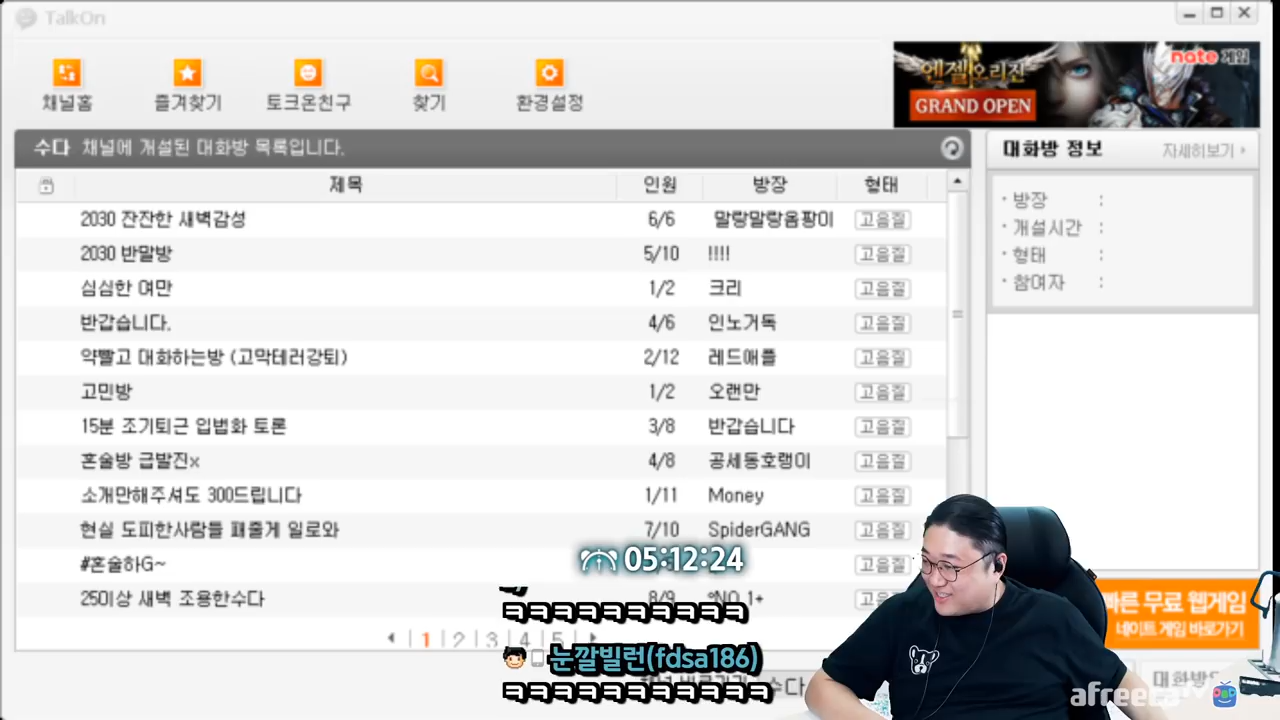 TalkOn
채널홈 즐겨찾기 토크온친구 찾기 환경설정
엔젤오리진 nate 게임
GRAND OPEN
수다 채널에 개설된 대화방 목록입니다.
대화방 정보 자세히보기
제목 인원 방장 형태
2030 잔잔한 새벽감성 6/6 말랑말랑옴팡이 고음질
2030 반말방 5/10 !!!! 고음질
심심한 여만 1/2 크리 고음질
반갑습니다. 4/6 인노거독 고음질
약빨고 대화하는방 (고막테러강퇴) 2/12 레드애플 고음질
고민방 1/2 오랜만 고음질
15분 조기퇴근 입법화 토론 3/8 반갑습니다 고음질
혼술방 급발진x 4/8 공세동호랭이 고음질
소개만해주셔도 300드립니다 1/11 Money 고음질
현실 도피한사람들 패줄게 일로와 7/10 SpiderGANG 고음질
#혼술하G~ 고음질
25이상 새벽 조용한수다 8/9 *NO.1+
1 2 3 4 5
· 방장 :
· 개설시간 :
· 형태 :
· 참여자 :
05:12:24
ㅋㅋㅋㅋㅋㅋㅋㅋㅋㅋ
눈깔빌런(fdsa186)
ㅋㅋㅋㅋㅋㅋㅋㅋㅋㅋㅋ
빠른 무료 웹게임
네이트 게임 바로가기
수다
afreeca